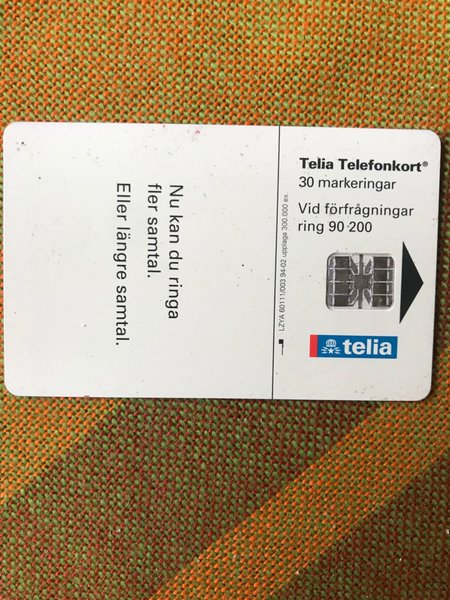 Telia Telefonkort®
30 markeringar
Vid förfrågningar
ring 90 200
telia
LZYA 60111/003 94-02 upplaga 300 000 ex
Nu kan du ringa
fler samtal.
Eller längre samtal.